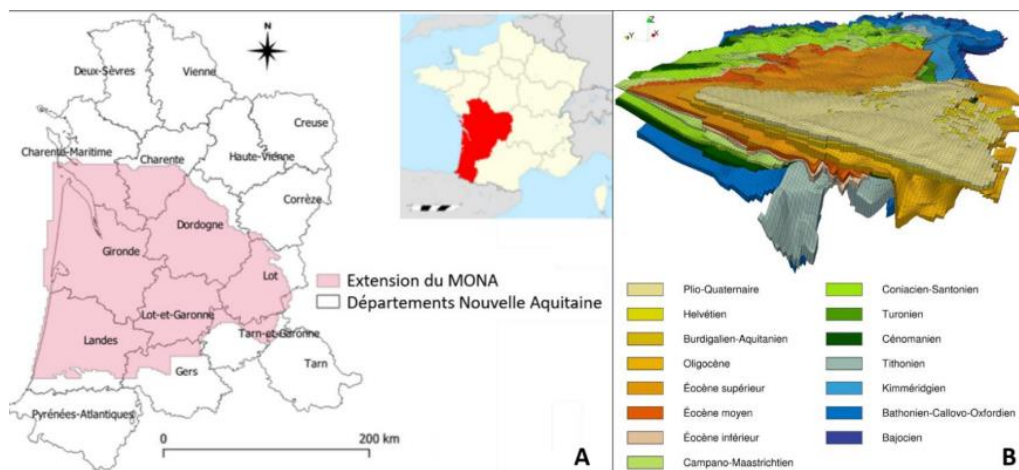 N
Deux-Sèvres
Vienne
Creuse
Charente-Maritime
Charente
Haute-Vienne
Corrèze
Dordogne
Gironde
Lot
Extension du MONA
Départements Nouvelle Aquitaine
Lot-et-Garonne
Landes
Tarn-et-Garonne
Gers
Tarn
Pyrénées-Atlantiques
0
200 km
A
Z
Y
X
Plio-Quaternaire
Helvétien
Burdigalien-Aquitanien
Oligocène
Éocène supérieur
Éocène moyen
Éocène inférieur
Campano-Maastrichtien
Coniacien-Santonien
Turonien
Cénomanien
Tithonien
Kimméridgien
Bathonien-Callovo-Oxfordien
Bajocien
B